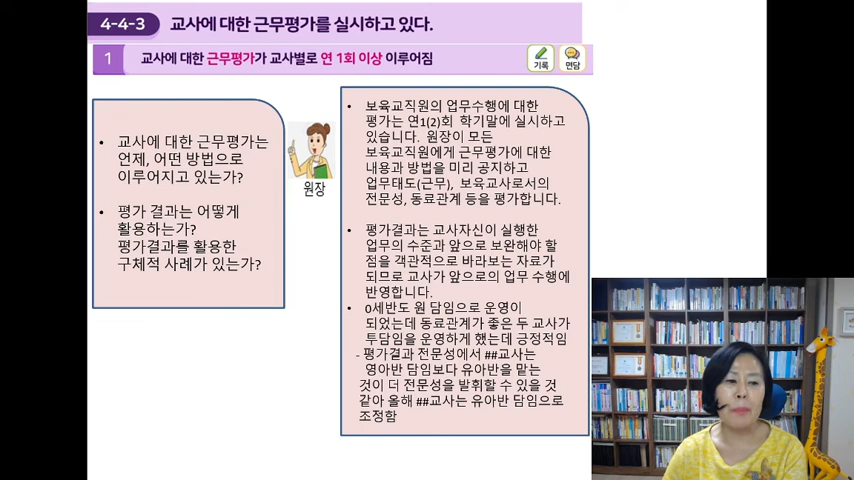 4-4-3 교사에 대한 근무평가를 실시하고 있다.
1 교사에 대한 근무평가가 교사별로 연 1회 이상 이루어짐
기록
면담
• 교사에 대한 근무평가는
언제, 어떤 방법으로
이루어지고 있는가?
• 평가 결과는 어떻게
활용하는가?
평가결과를 활용한
구체적 사례가 있는가?
원장
• 보육교직원의 업무수행에 대한
평가는 연1(2)회 학기말에 실시하고
있습니다. 원장이 모든
보육교직원에게 근무평가에 대한
내용과 방법을 미리 공지하고
업무태도(근무), 보육교사로서의
전문성, 동료관계 등을 평가합니다.
• 평가결과는 교사자신이 실행한
업무의 수준과 앞으로 보완해야 할
점을 객관적으로 바라보는 자료가
되므로 교사가 앞으로의 업무 수행에
반영합니다.
• 0세반도 원 담임으로 운영이
되었는데 동료관계가 좋은 두 교사가
투담임을 운영하게 했는데 긍정적임
- 평가결과 전문성에서 ##교사는
영아반 담임보다 유아반을 맡는
것이 더 전문성을 발휘할 수 있을 것
같아 올해 ##교사는 유아반 담임으로
조정함